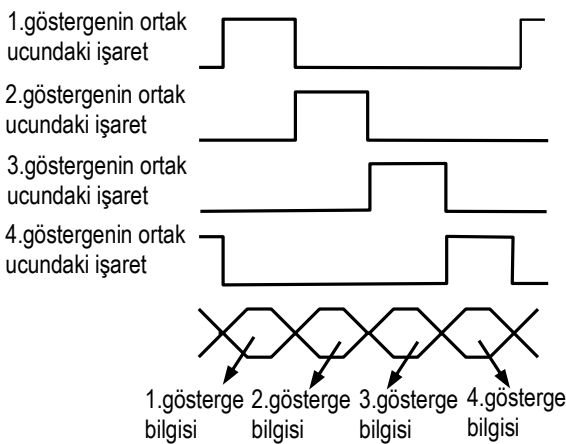 1.göstergenin ortak
ucundaki işaret
2.göstergenin ortak
ucundaki işaret
3.göstergenin ortak
ucundaki işaret
4.göstergenin ortak
ucundaki işaret
1.gösterge 2.gösterge 3.gösterge 4.gösterge
bilgisi bilgisi bilgisi bilgisi